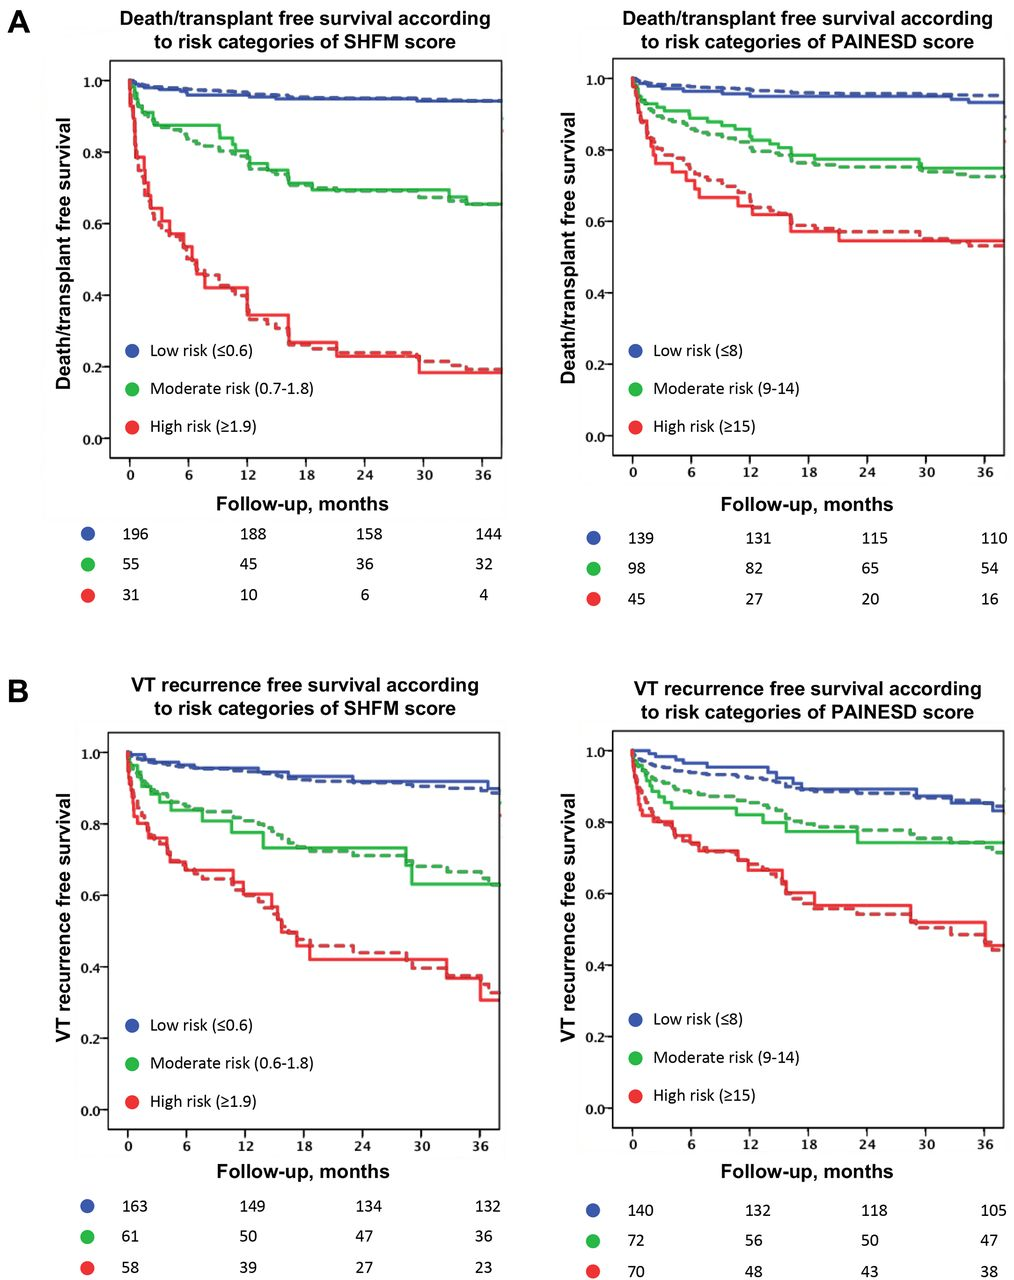 A
Death/transplant free survival according
to risk categories of SHFM score
Death/transplant free survival
1.0
0.8
0.6
0.4
0.2
0.0
Low risk (≤0.6)
Moderate risk (0.7-1.8)
High risk (≥1.9)
0 6 12 18 24 30 36
Follow-up, months
196 188 158 144
55 45 36 32
31 10 6 4
Death/transplant free survival according
to risk categories of PAINESD score
Death/transplant free survival
1.0
0.8
0.6
0.4
0.2
0.0
Low risk (≤8)
Moderate risk (9-14)
High risk (≥15)
0 6 12 18 24 30 36
Follow-up, months
139 131 115 110
98 82 65 54
45 27 20 16
B
VT recurrence free survival according
to risk categories of SHFM score
VT recurrence free survival
1.0
0.8
0.6
0.4
0.2
0.0
Low risk (≤0.6)
Moderate risk (0.6-1.8)
High risk (≥1.9)
0 6 12 18 24 30 36
Follow-up, months
163 149 134 132
61 50 47 36
58 39 27 23
VT recurrence free survival according
to risk categories of PAINESD score
VT recurrence free survival
1.0
0.8
0.6
0.4
0.2
0.0
Low risk (≤8)
Moderate risk (9-14)
High risk (≥15)
0 6 12 18 24 30 36
Follow-up, months
140 132 118 105
72 56 50 47
70 48 43 38